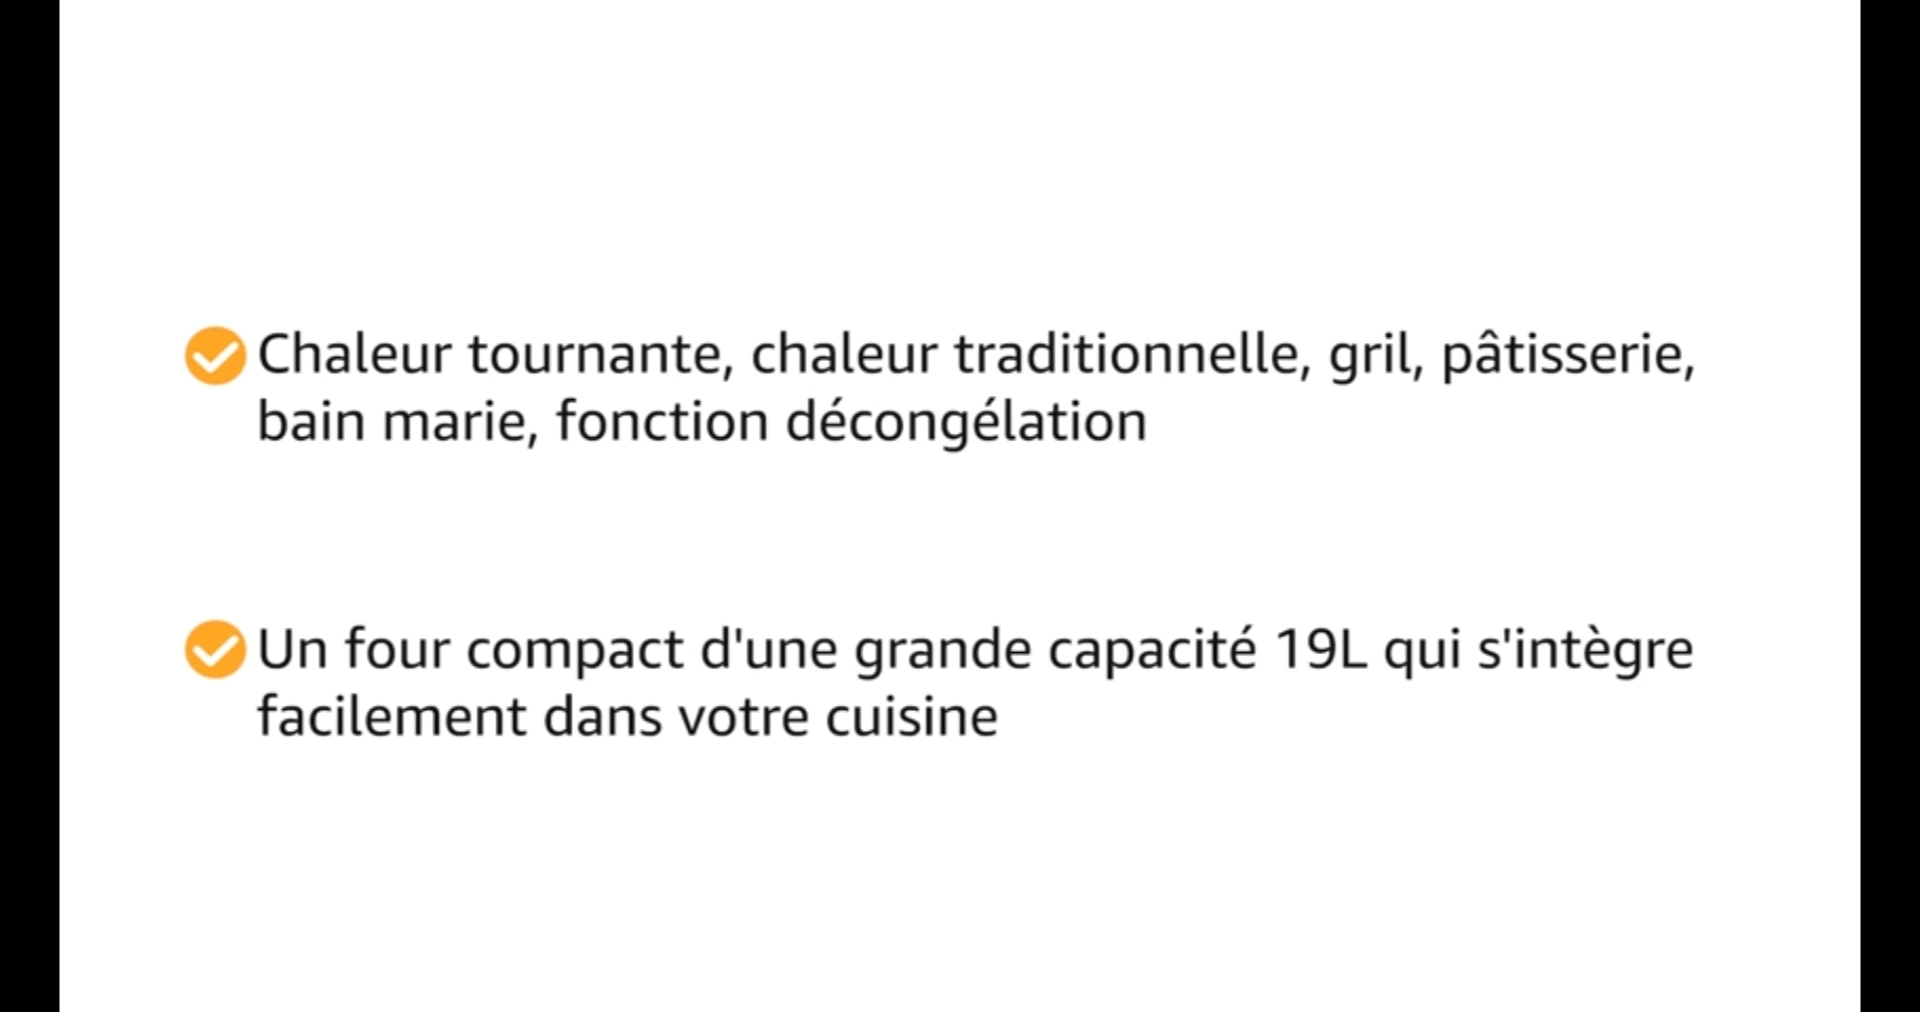 Chaleur tournante, chaleur traditionnelle, gril, pâtisserie,
bain marie, fonction décongélation
Un four compact d'une grande capacité 19L qui s'intègre
facilement dans votre cuisine